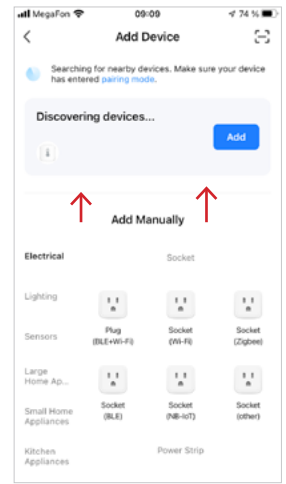 MegaFon 09:09 74 %
Add Device
Searching for nearby devices. Make sure your device
has entered pairing mode.
Discovering devices...
Add
Add Manually
Electrical
Socket
Lighting
Sensors
Plug
(BLE+Wi-Fi)
Socket
(Wi-Fi)
Socket
(Zigbee)
Large
Home Ap...
Small Home
Appliances
Socket
(BLE)
Socket
(NB-IoT)
Socket
(other)
Kitchen
Appliances
Power Strip